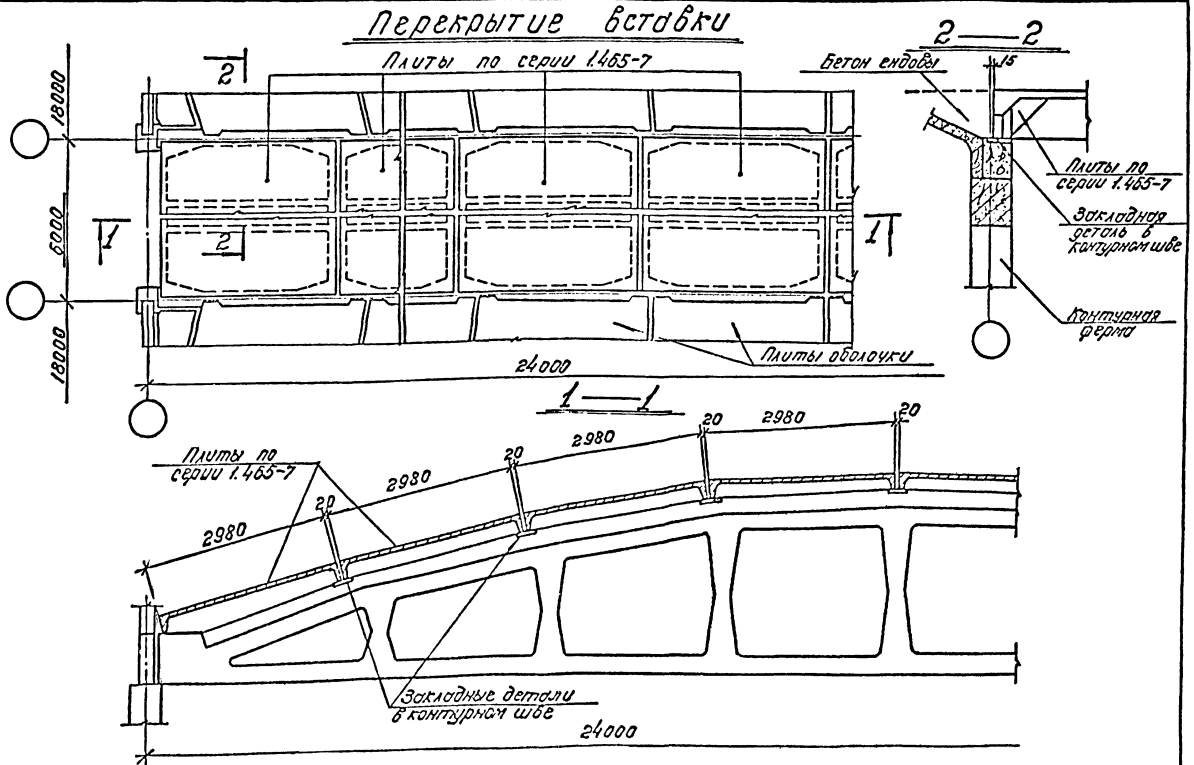 Перекрытие вставки
2
Плиты по серии 1.465-7
18000
6000
18000
1
2
1
24000
Плиты оболочки
2—2
Бетон ендовы
15
Плиты по
серии 1.465-7
Закладная
в
контурном шве
Контурная
ферма
1—1
Плиты по
серии 1.465-7
2980
20
2980
20
2980
20
2980
20
Закладные детали
в контурном шве
24000